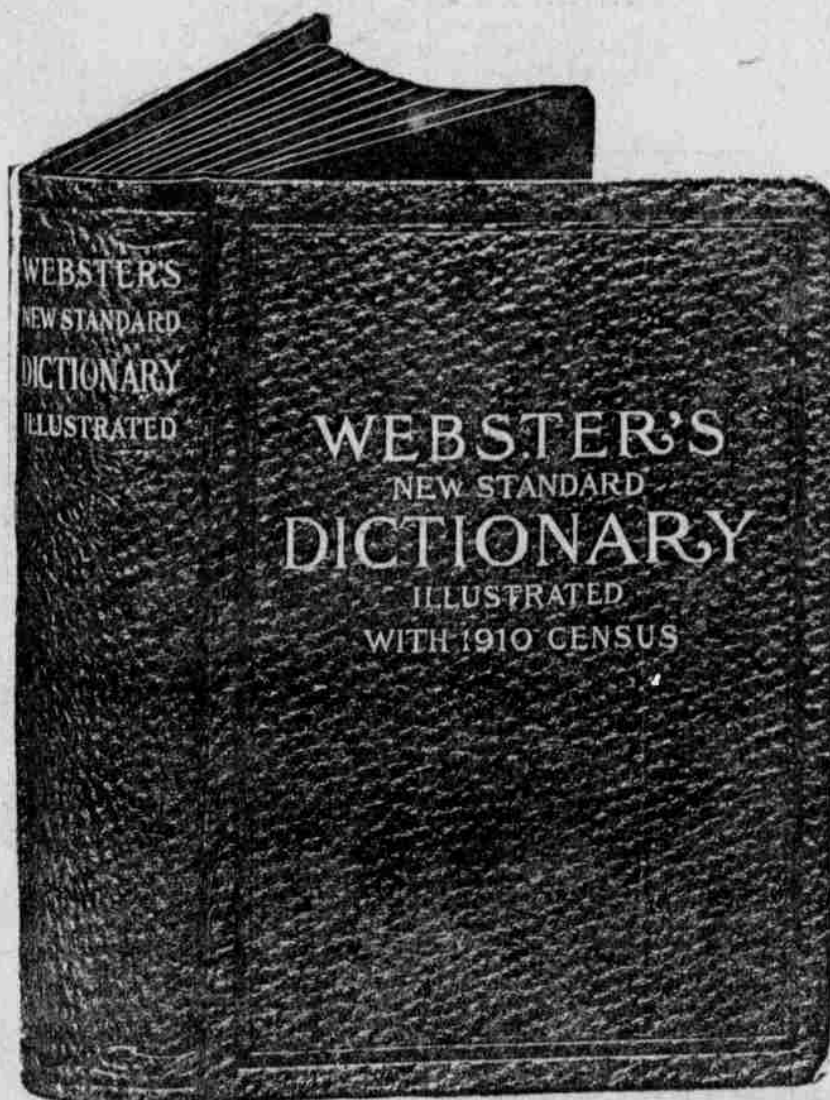 WEBSTER'S
NEW STANDARD
DICTIONARY
ILLUSTRATED
WEBSTER'S
NEW STANDARD
DICTIONARY
ILLUSTRATED
WITH 1910 CENSUS